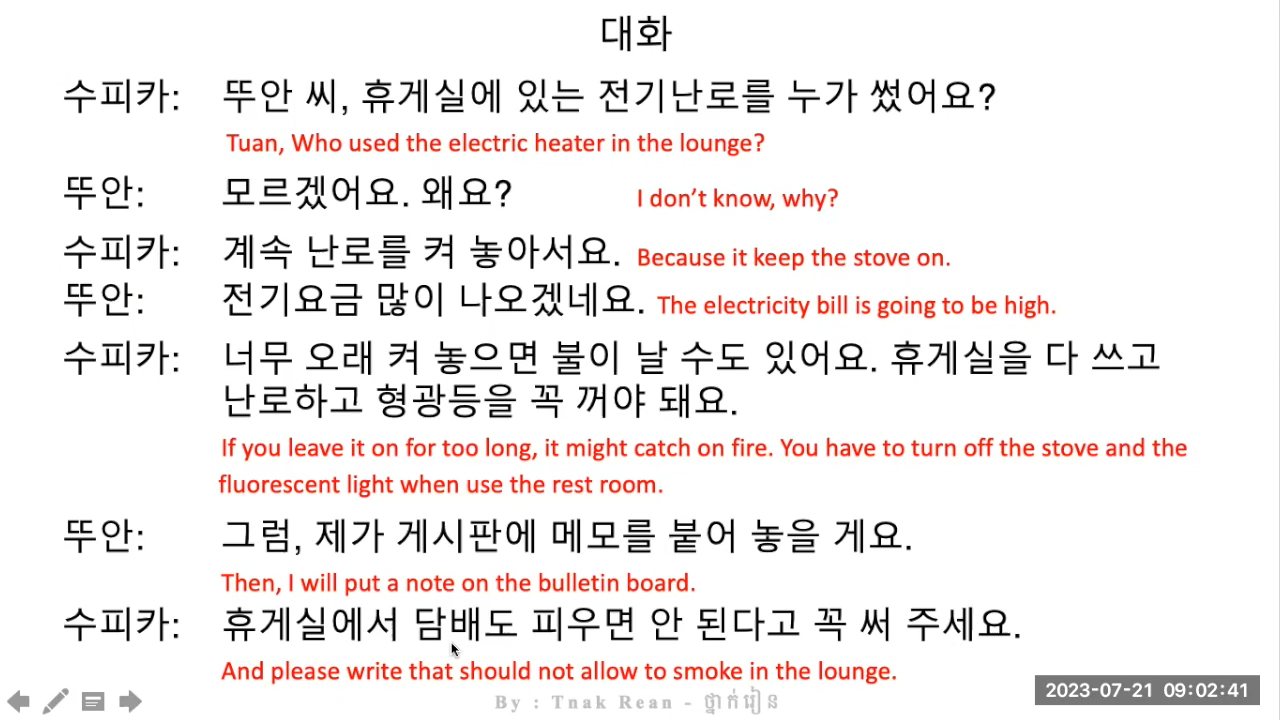 대화
수피카: 뚜안 씨, 휴게실에 있는 전기난로를 누가 썼어요?
Tuan, Who used the electric heater in the lounge?
뚜안: 모르겠어요. 왜요? I don’t know, why?
수피카: 계속 난로를 켜 놓아서요. Because it keep the stove on.
뚜안: 전기요금 많이 나오겠네요. The electricity bill is going to be high.
수피카: 너무 오래 켜 놓으면 불이 날 수도 있어요. 휴게실을 다 쓰고
난로하고 형광등을 꼭 꺼야 돼요.
If you leave it on for too long, it might catch on fire. You have to turn off the stove and the
fluorescent light when use the rest room.
뚜안: 그럼, 제가 게시판에 메모를 붙어 놓을 게요.
Then, I will put a note on the bulletin board.
수피카: 휴게실에서 담배도 피우면 안 된다고 꼭 써 주세요.
And please write that should not allow to smoke in the lounge.
By : Tnak Rean - ថ្នាក់រៀន
2023-07-21 09:02:41